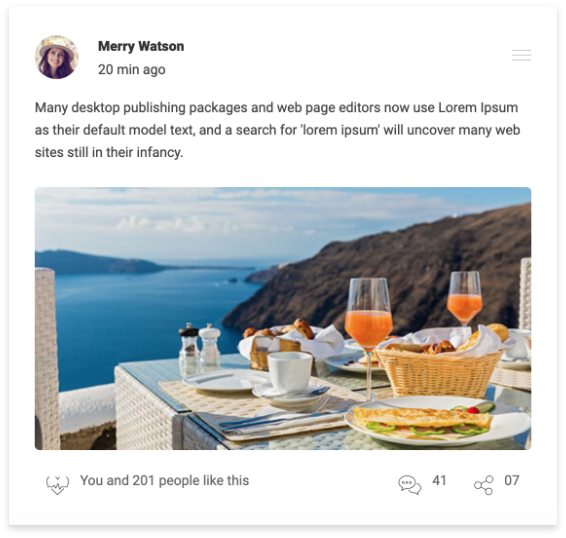 Merry Watson
20 min ago
Many desktop publishing packages and web page editors now use Lorem Ipsum
as their default model text, and a search for 'lorem ipsum' will uncover many web
sites still in their infancy.
You and 201 people like this
41
07